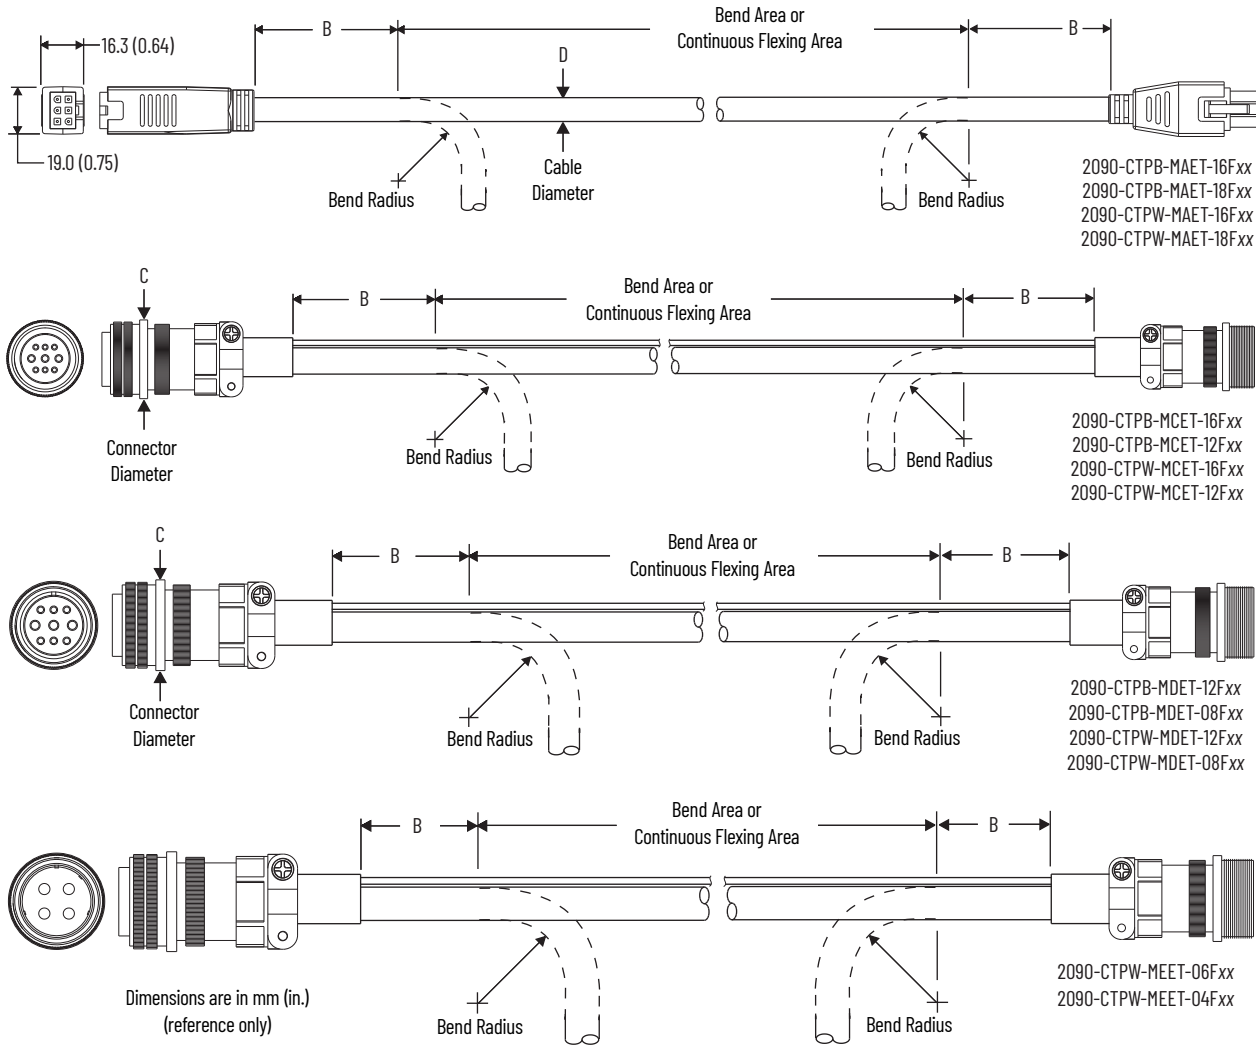 16.3 (0.64)
19.0 (0.75)
B
Bend Area or
Continuous Flexing Area
B
D
Cable
Diameter
Bend Radius
Bend Radius
2090-CTPB-MAET-16Fxx
2090-CTPB-MAET-18Fxx
2090-CTPW-MAET-16Fxx
2090-CTPW-MAET-18Fxx
C
B
Bend Area or
Continuous Flexing Area
B
Connector
Diameter
Bend Radius
Bend Radius
2090-CTPB-MCET-16Fxx
2090-CTPB-MCET-12Fxx
2090-CTPW-MCET-16Fxx
2090-CTPW-MCET-12Fxx
C
B
Bend Area or
Continuous Flexing Area
B
Connector
Diameter
Bend Radius
Bend Radius
2090-CTPB-MDET-12Fxx
2090-CTPB-MDET-08Fxx
2090-CTPW-MDET-12Fxx
2090-CTPW-MDET-08Fxx
B
Bend Area or
Continuous Flexing Area
B
Dimensions are in mm (in.)
(reference only)
Bend Radius
Bend Radius
2090-CTPW-MEET-06Fxx
2090-CTPW-MEET-04Fxx